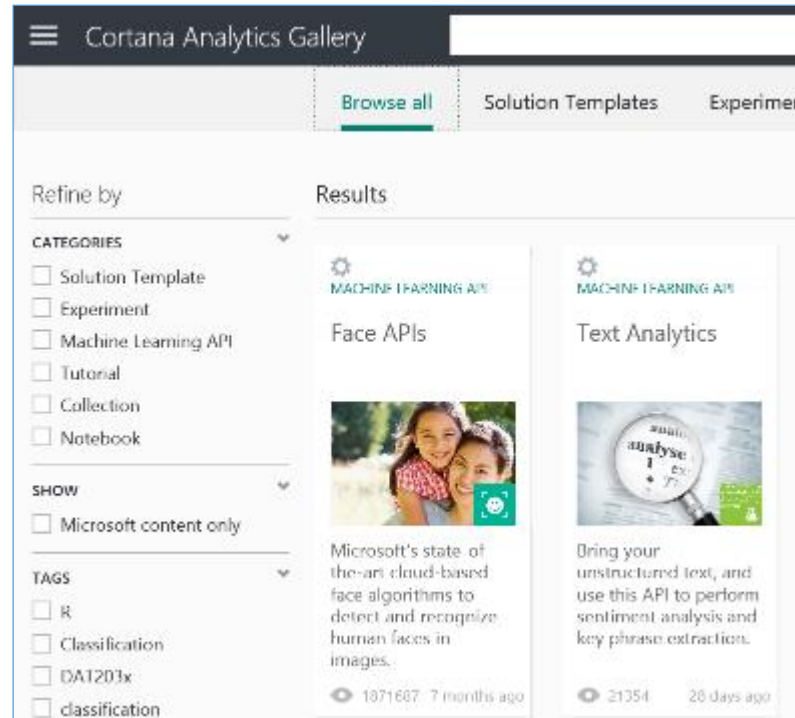 Cortana Analytics Gallery
Browse all
Solution Templates
Experimer
Refine by
CATEGORIES
Solution Template
Experiment
Machine Learning API
Tutorial
Collection
Notebook
SHOW
Microsoft content only
TAGS
R
Classification
DAT203x
classification
Results
MACHINE LEARNING API
Face APIs
Microsoft's state of
the-art cloud-based
face algorithms to
detect and recognize
human faces in
images.
1871687 7 months ago
MACHINE LEARNING API
Text Analytics
analyse
Bring your
unstructured text, and
use this API to perform
sentiment analysis and
key phrase extraction.
21354 28 days ago